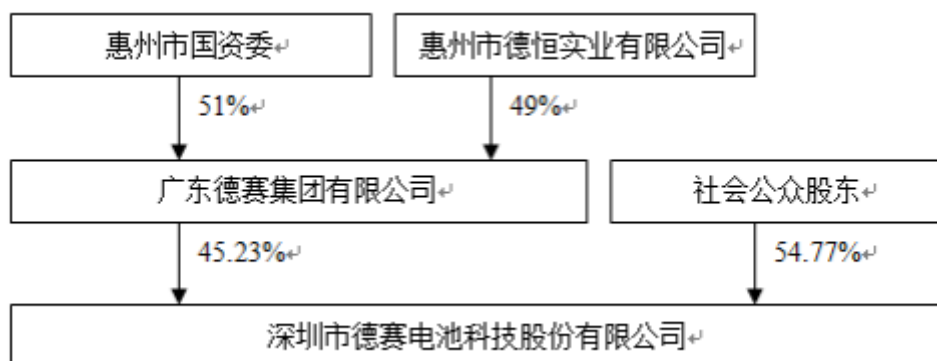 惠州市国资委
惠州市德恒实业有限公司
51%
49%
广东德赛集团有限公司
社会公众股东
45.23%
54.77%
深圳市德赛电池科技股份有限公司